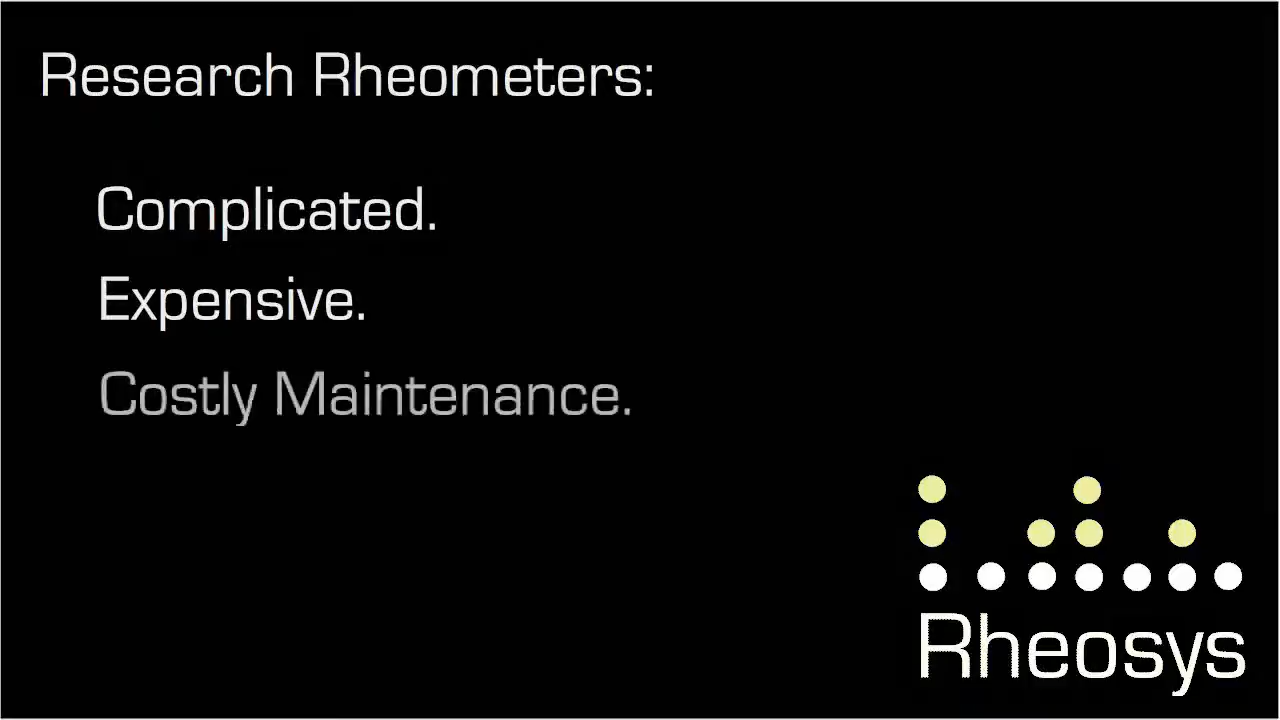 Research Rheometers:
Complicated.
Expensive.
Costly Maintenance.
Rheosys